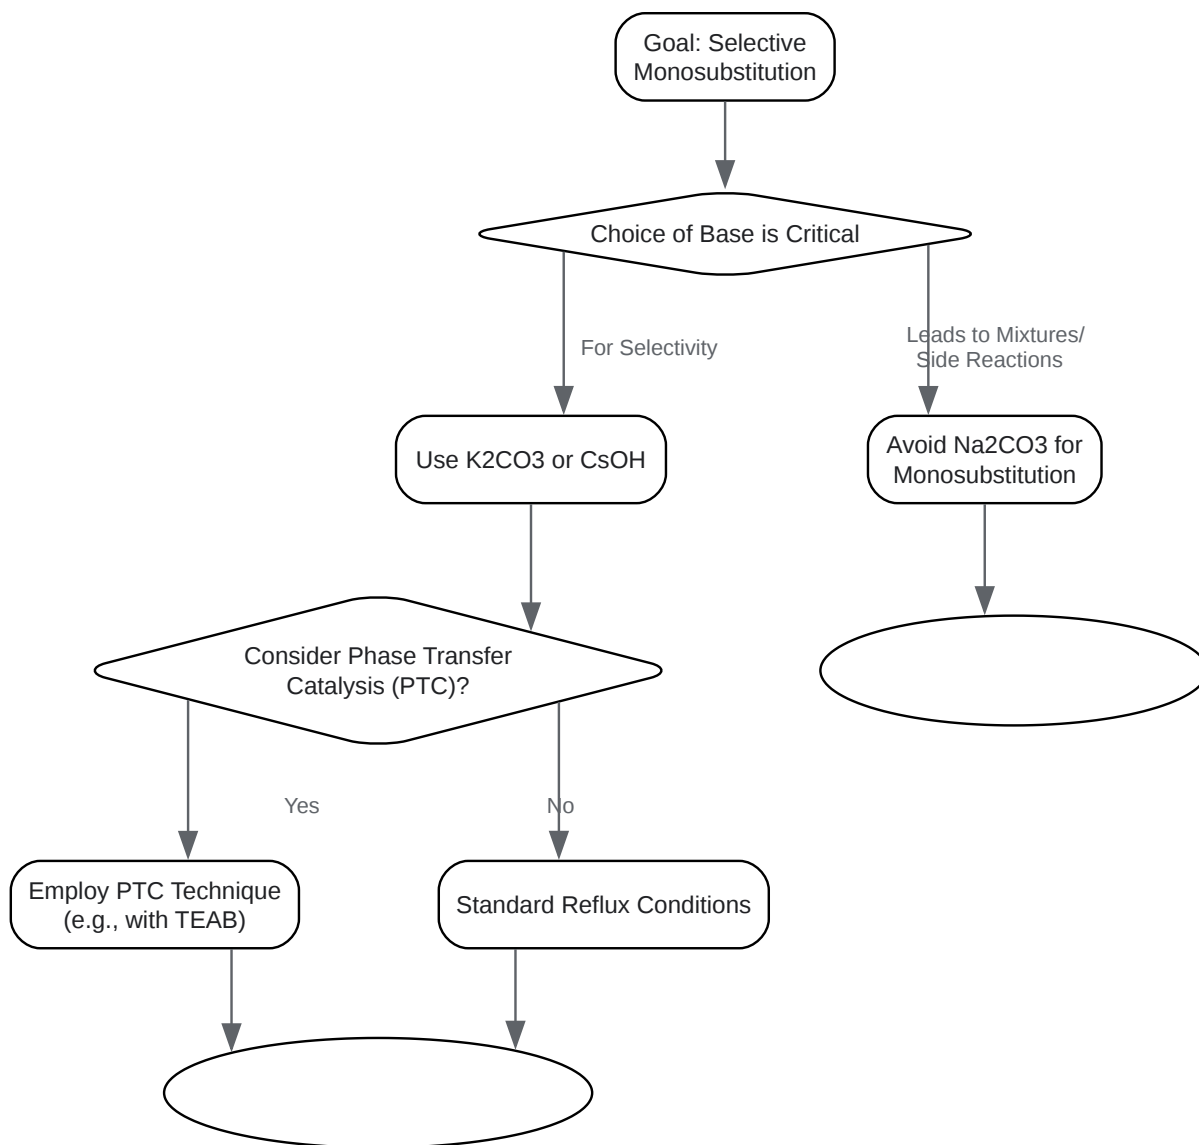 Goal: Selective
Monosubstitution
Choice of Base is Critical
For Selectivity
Leads to Mixtures/
Side Reactions
Use K2CO3 or CsOH
Avoid Na2CO3 for
Monosubstitution
Consider Phase Transfer
Catalysis (PTC)?
Yes
No
Employ PTC Technique
(e.g., with TEAB)
Standard Reflux Conditions